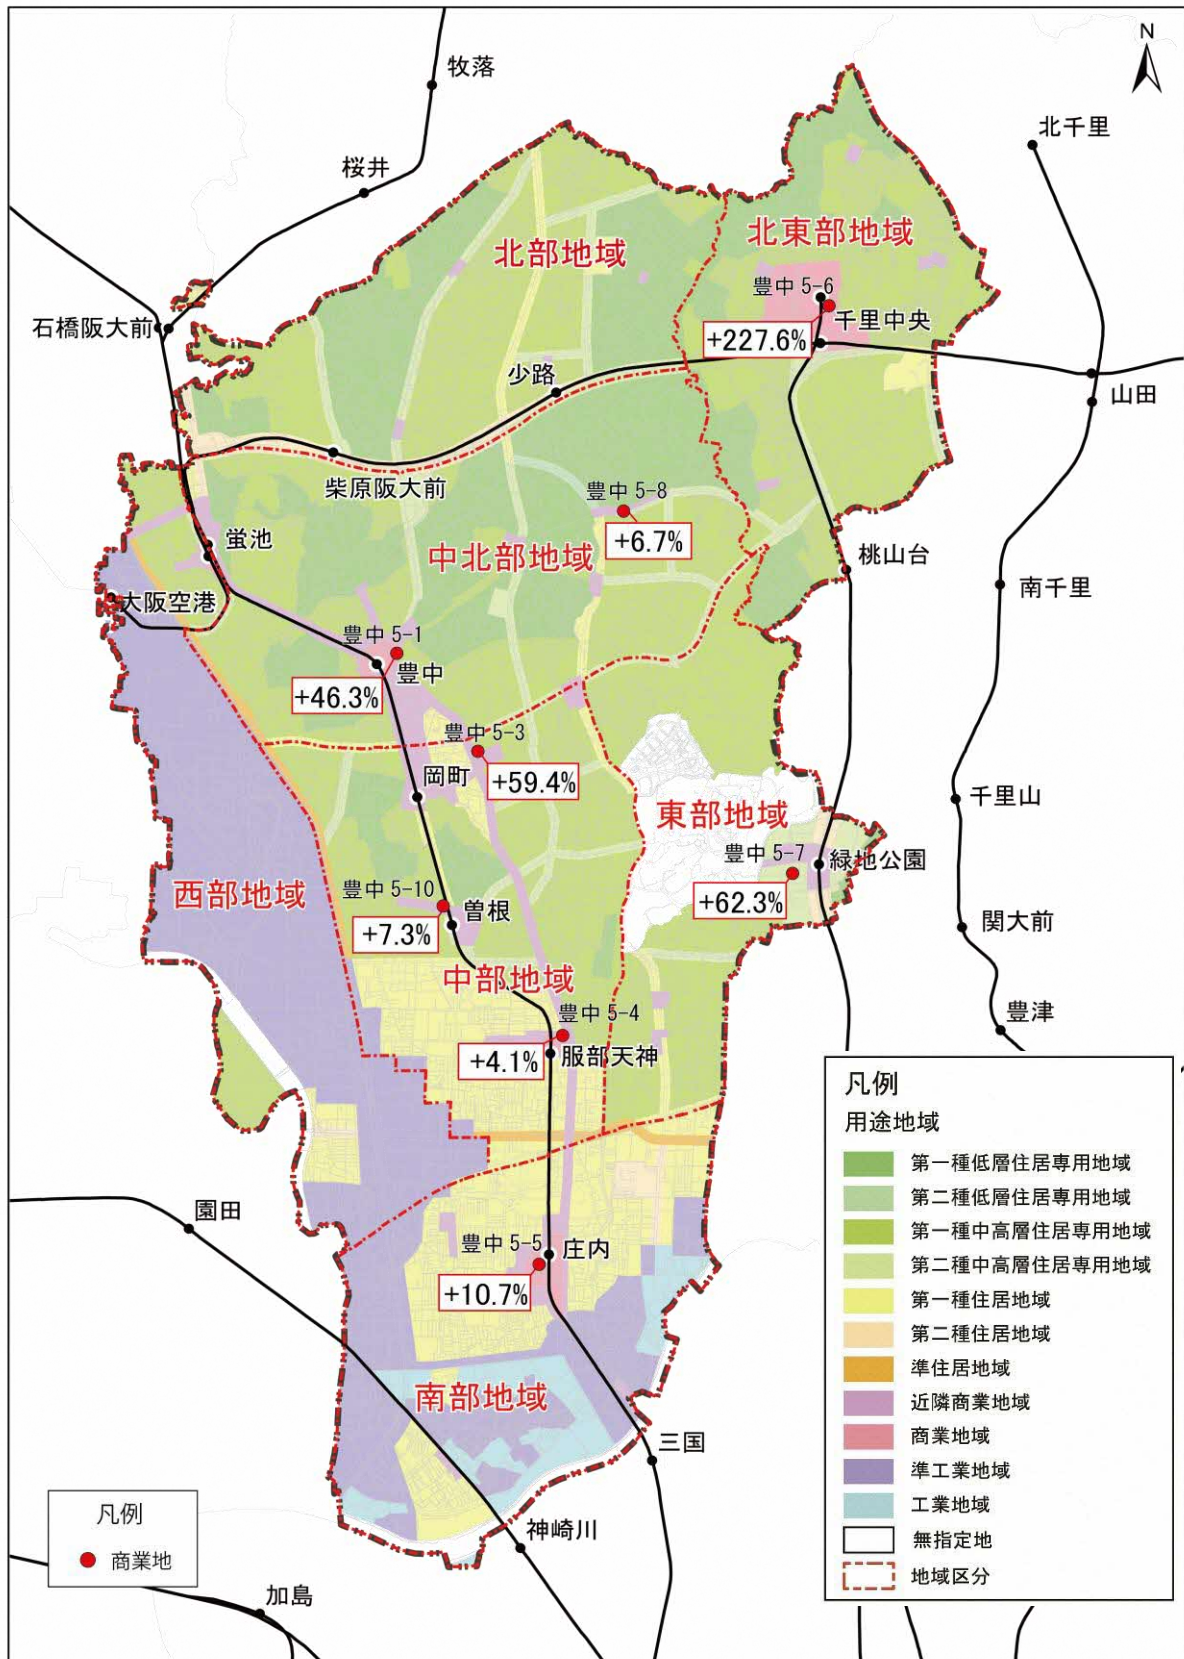 N
牧落
北千里
桜井
北東部地域
北部地域
豊中 5-6
石橋阪大前
千里中央
+227.6%
少路
山田
柴原阪大前
豊中 5-8
蛍池
+6.7%
中北部地域
桃山台
南千里
大阪空港
豊中 5-1
豊中
+46.3%
豊中 5-3
+59.4%
岡町
千里山
東部地域
豊中 5-7
緑地公園
西部地域
豊中 5-10
+62.3%
曽根
関大前
+7.3%
中部地域
豊中 5-4
豊津
+4.1%
服部天神
園田
豊中 5-5
庄内
+10.7%
南部地域
三国
神崎川
加島
凡例
商業地
凡例
用途地域
第一種低層住居専用地域
第二種低層住居専用地域
第一種中高層住居専用地域
第二種中高層住居専用地域
第一種住居地域
第二種住居地域
準住居地域
近隣商業地域
商業地域
準工業地域
工業地域
無指定地
地域区分